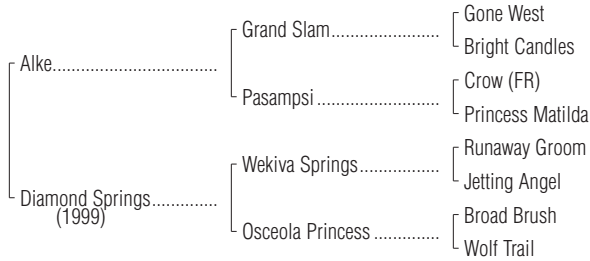 Gone West
Grand Slam........................
Bright Candles
Alke.................................
Crow (FR)
Pasampsi.........................
Princess Matilda
Runaway Groom
Wekiva Springs................
Jetting Angel
Diamond Springs.............
(1999)
Broad Brush
Osceola Princess.............
Wolf Trail